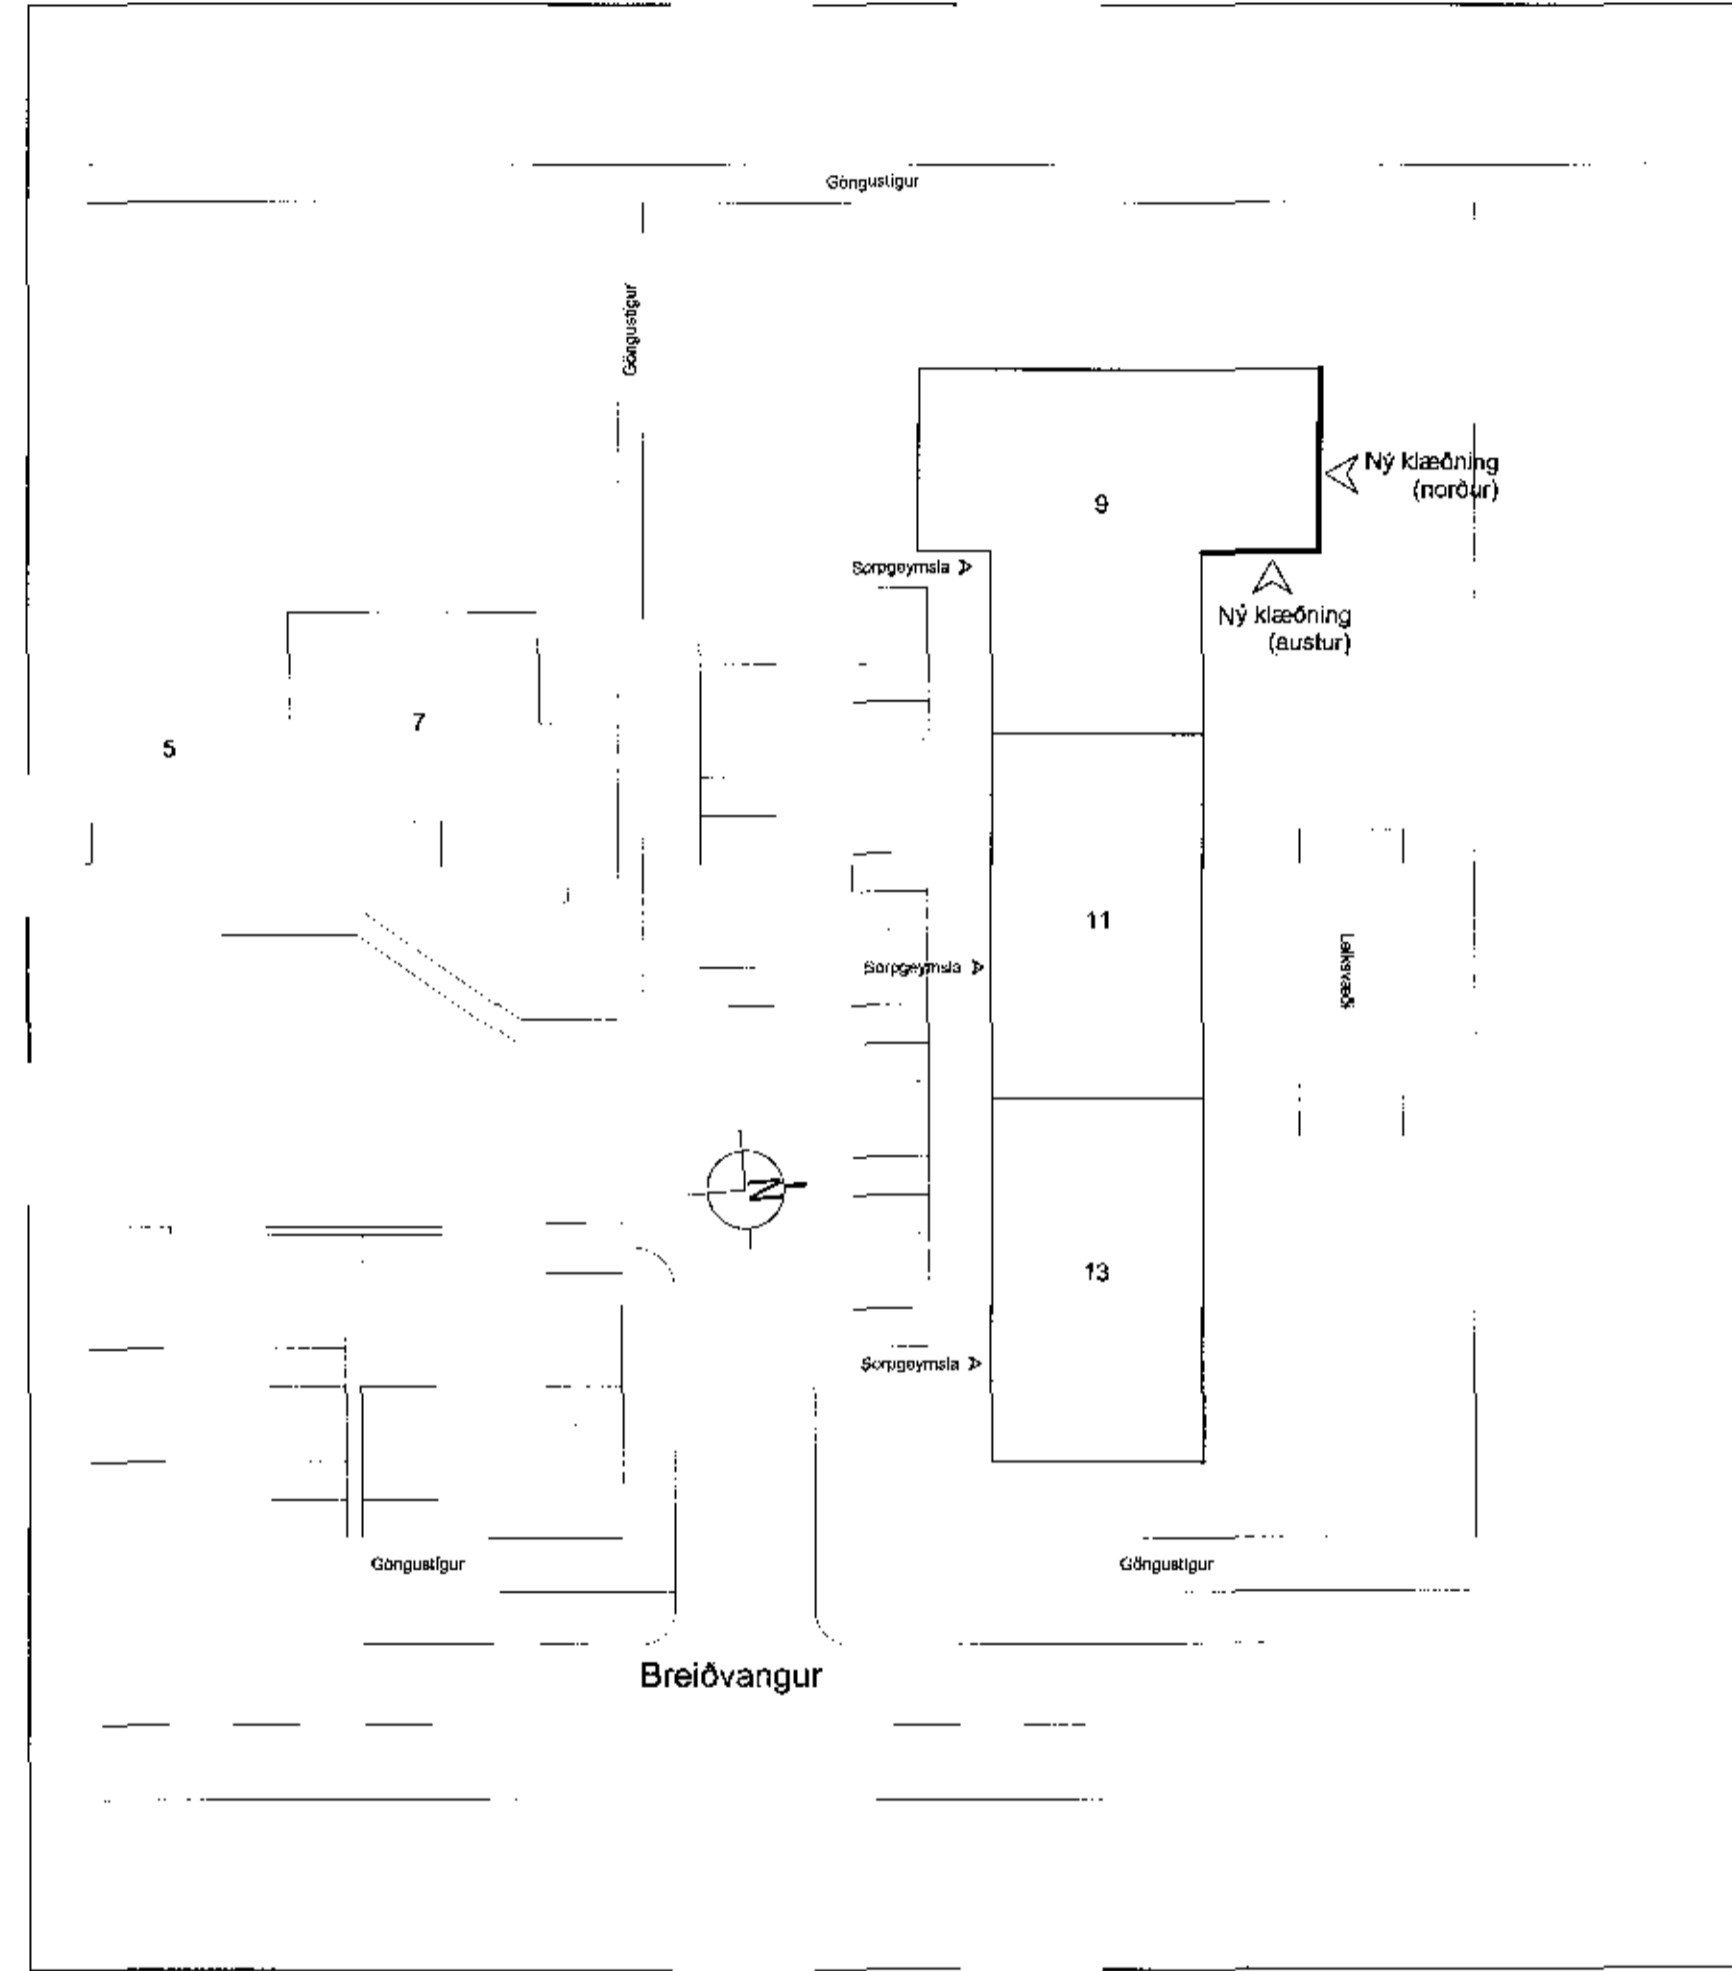 Göngustígur
Göngustígur
Ný klæðning
(norður)
9
Sorpgeymsla
Ný klæðning
(austur)
7
5
11
Leiksvæði
Sorpgeymsla
N
13
Sorpgeymsla
Göngustígur
Göngustígur
Breiðvangur